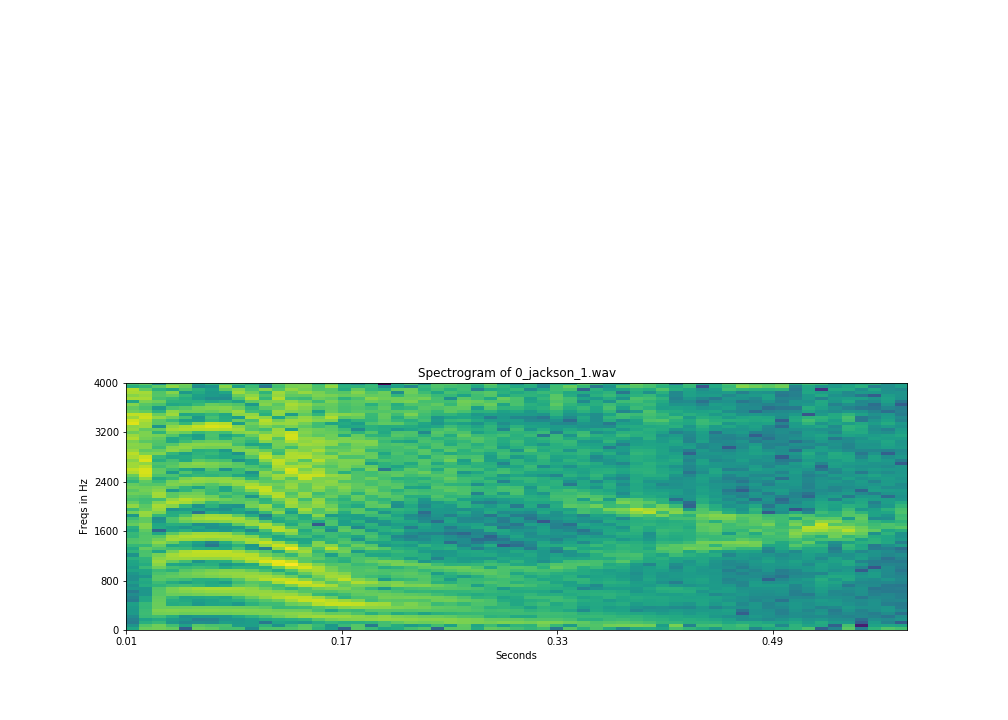 Spectrogram of 0_jackson_1.wav
4000
3200
2400
1600
800
0
Freqs in Hz
0.01 0.17 0.33 0.49
Seconds